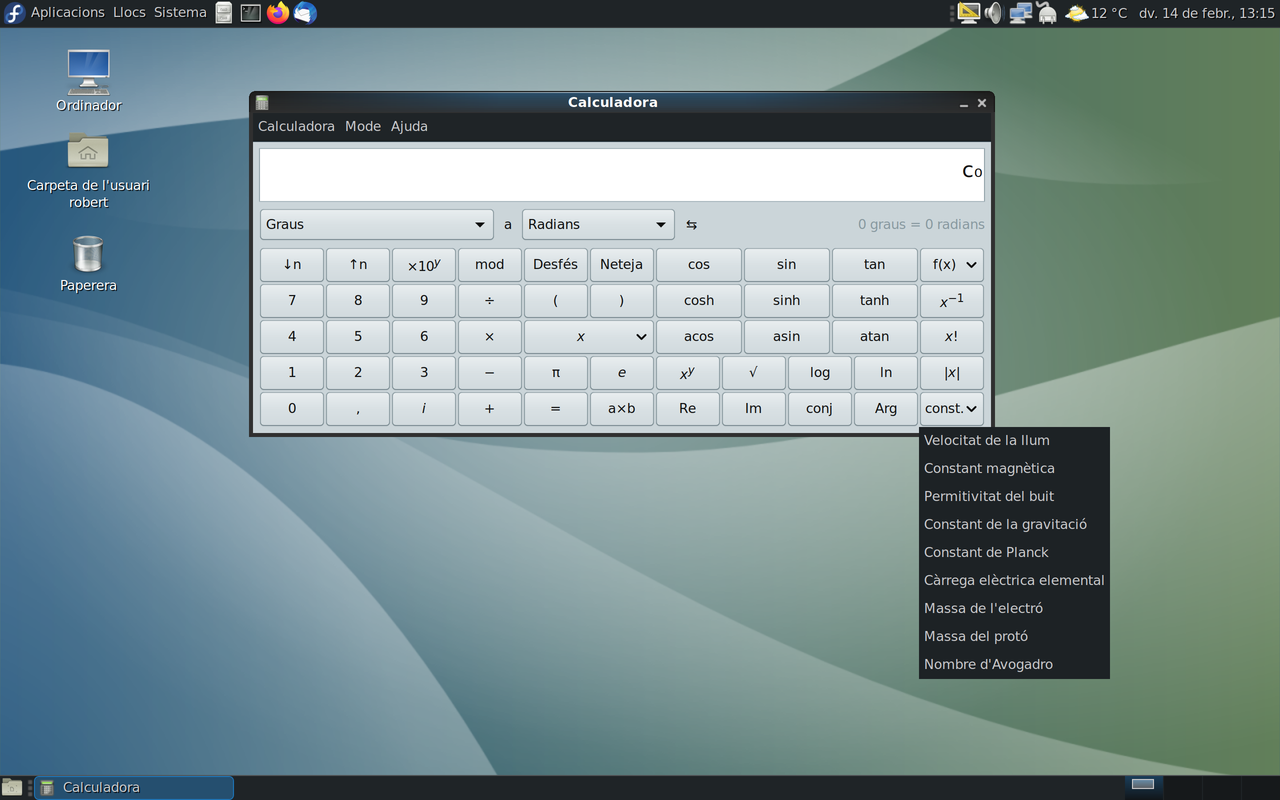 Aplicacions Llocs Sistema 12 °C dv. 14 de febr., 13:15
Ordinador
Carpeta de l'usuari
robert
Paperera
Calculadora
Calculadora Mode Ajuda
C₀
Graus a Radians ⇆ 0 graus = 0 radians
↓n ↑n ×10ʸ mod Desfés Neteja cos sin tan f(x)
7 8 9 ÷ ( ) cosh sinh tanh x⁻¹
4 5 6 × x acos asin atan x!
1 2 3 − π e xʸ √ log ln |x|
0 , i + = a×b Re Im conj Arg const.
Velocitat de la llum
Constant magnètica
Permitivitat del buit
Constant de la gravitació
Constant de Planck
Càrrega elèctrica elemental
Massa de l'electró
Massa del protó
Nombre d'Avogadro
Calculadora